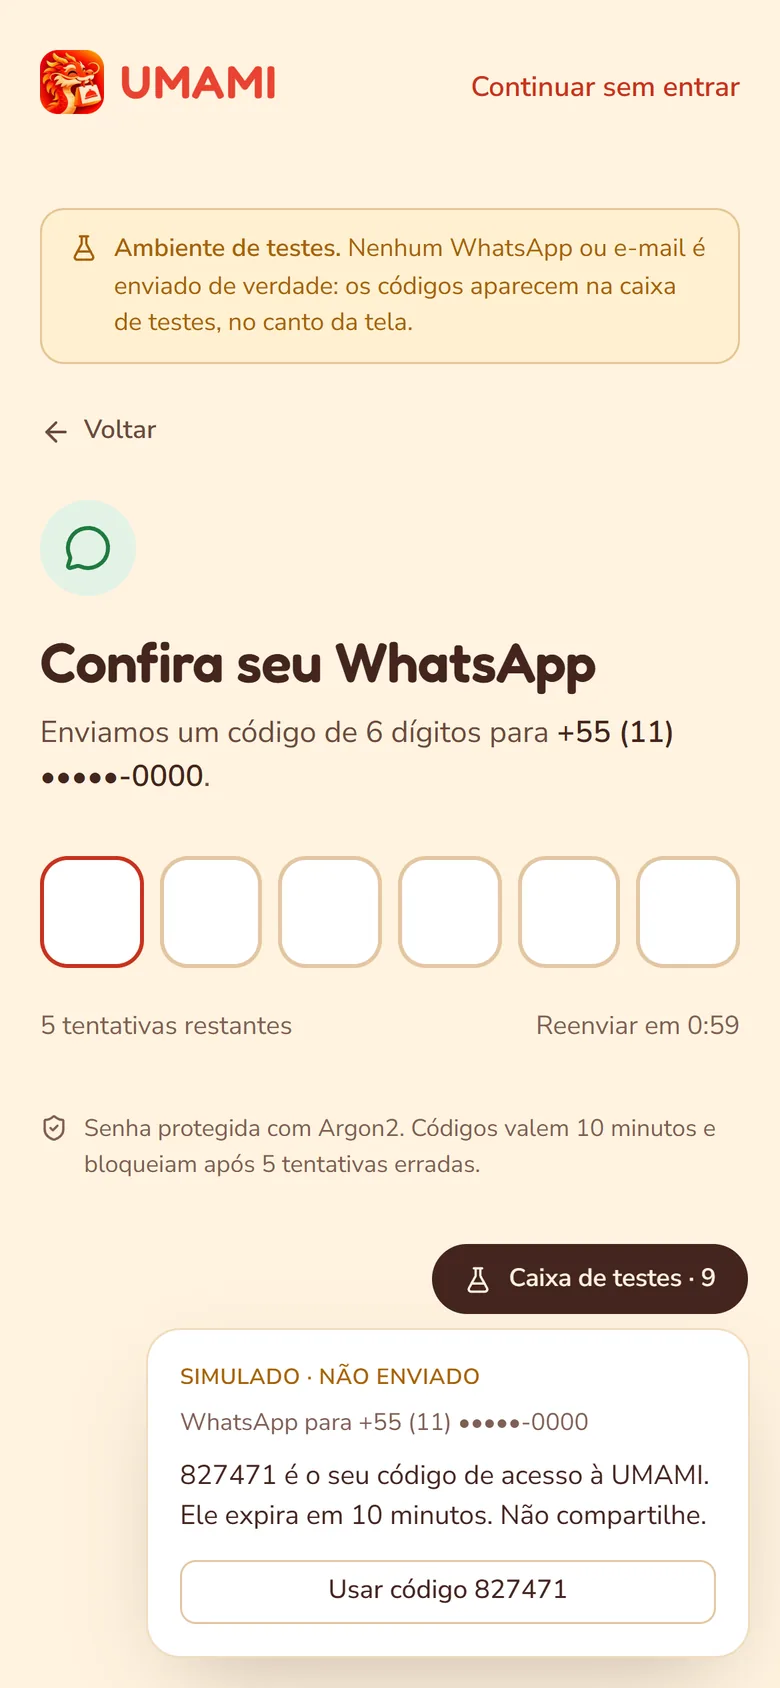 UMAMI
Continuar sem entrar
Ambiente de testes. Nenhum WhatsApp ou e-mail é
enviado de verdade: os códigos aparecem na caixa
de testes, no canto da tela.
Voltar
Confira seu WhatsApp
Enviamos um código de 6 dígitos para +55 (11)
•••••-0000.
5 tentativas restantes
Reenviar em 0:59
Senha protegida com Argon2. Códigos valem 10 minutos e
bloqueiam após 5 tentativas erradas.
Caixa de testes · 9
SIMULADO · NÃO ENVIADO
WhatsApp para +55 (11) •••••-0000
827471 é o seu código de acesso à UMAMI.
Ele expira em 10 minutos. Não compartilhe.
Usar código 827471